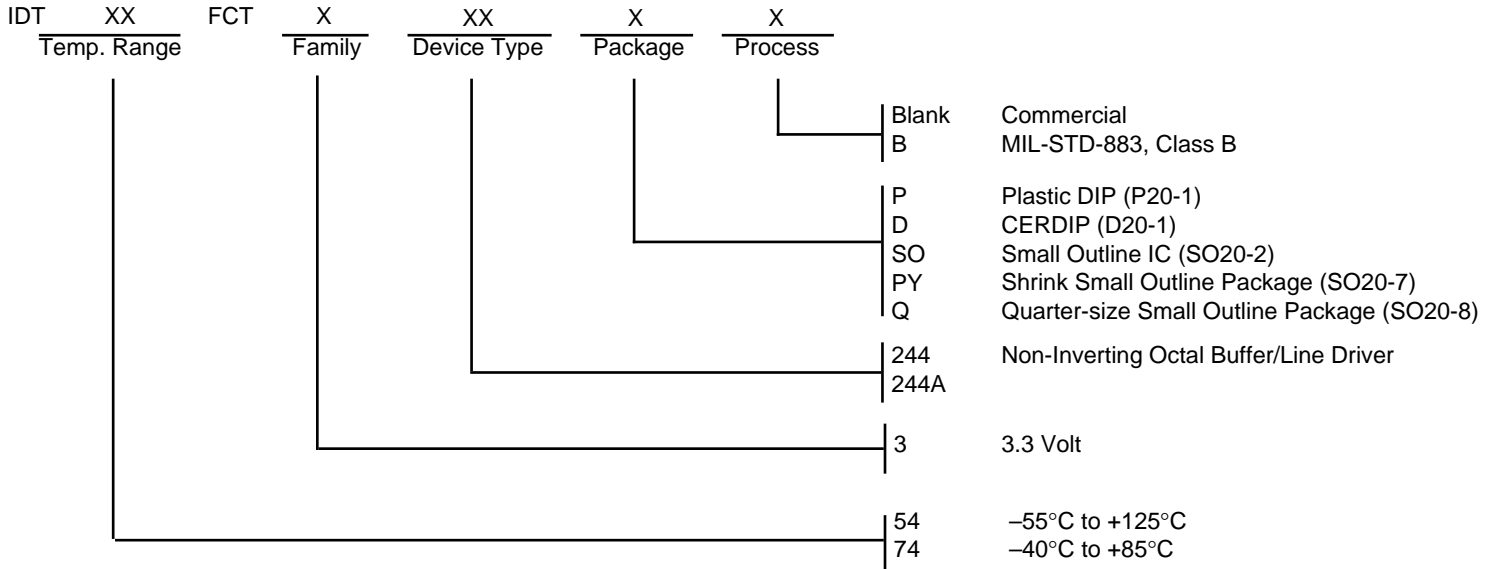 IDT XX FCT X XX X X
Temp. Range Family Device Type Package Process
Blank Commercial
B MIL-STD-883, Class B
P Plastic DIP (P20-1)
D CERDIP (D20-1)
SO Small Outline IC (SO20-2)
PY Shrink Small Outline Package (SO20-7)
Q Quarter-size Small Outline Package (SO20-8)
244 Non-Inverting Octal Buffer/Line Driver
244A
3 3.3 Volt
54 –55°C to +125°C
74 –40°C to +85°C